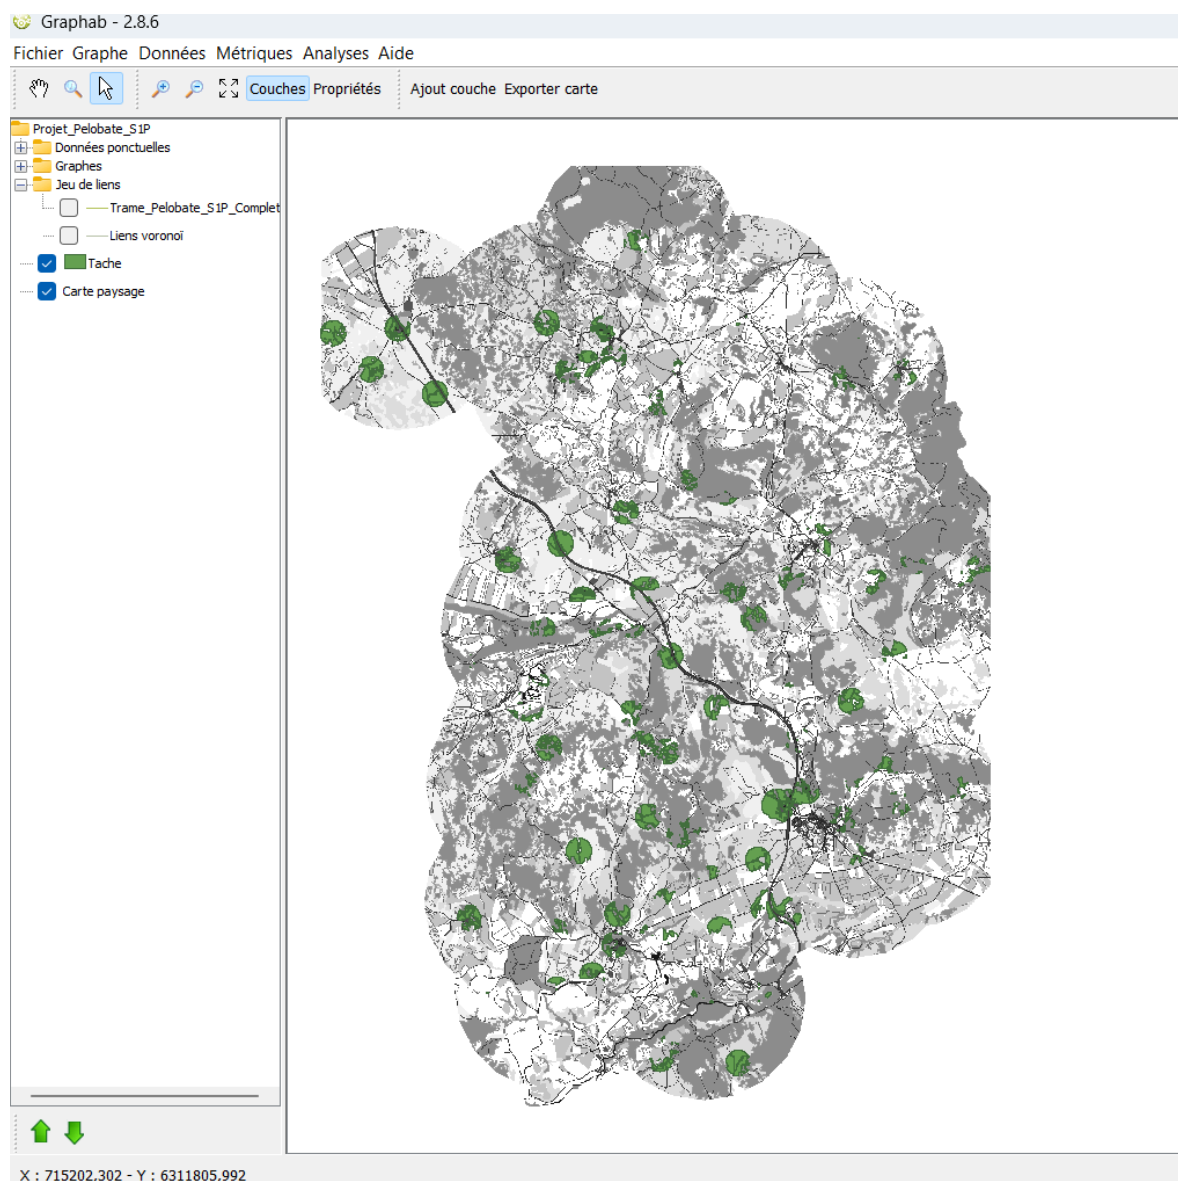 Graphab - 2.8.6
Fichier Graphe Données Métriques Analyses Aide
Couches Propriétés Ajout couche Exporter carte
Projet_Pelobate_S1P
Données ponctuelles
Graphes
Jeu de liens
Trame_Pelobate_S1P_Complet
Liens voronoï
Tache
Carte paysage
X : 715202,302 - Y : 6311805,992